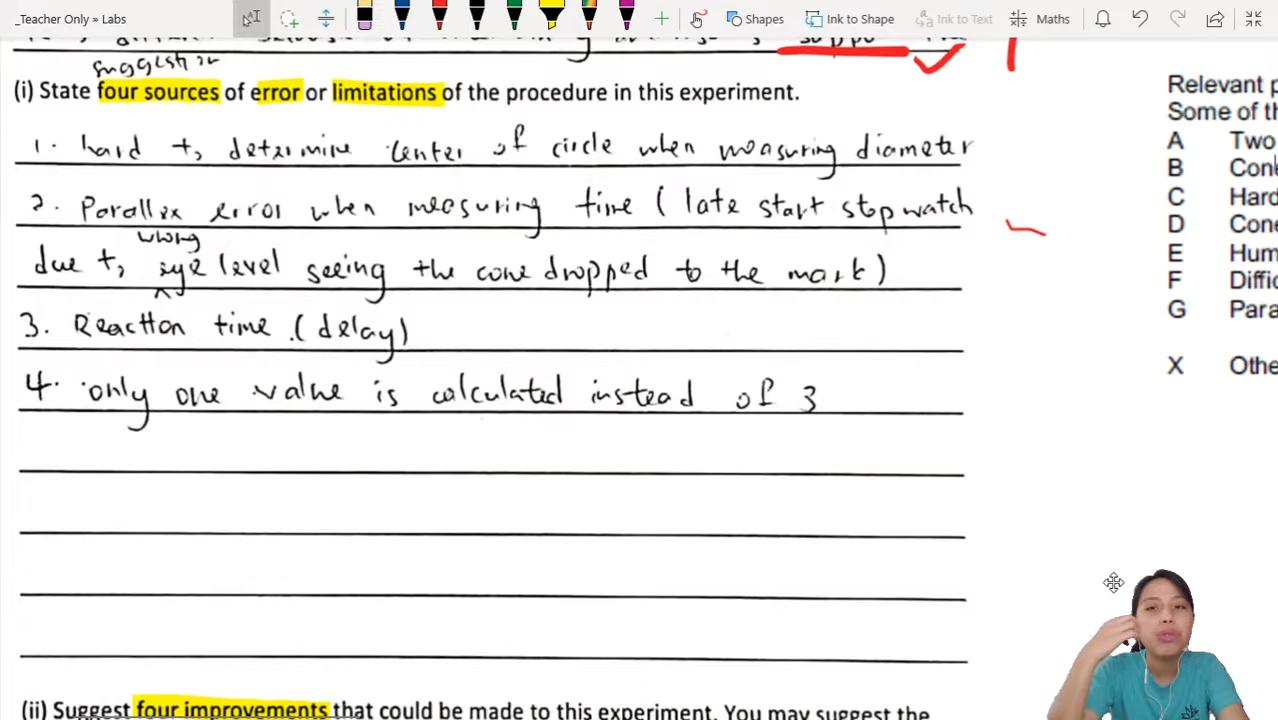 _Teacher Only » Labs
Shapes
Ink to Shape
Ink to Text
Maths
suggestion
(i) State four sources of error or limitations of the procedure in this experiment.
1. hard to determine center of circle when measuring diameter
2. Parallax error when measuring time (late start stopwatch
wrong
due to eye level seeing the cone dropped to the mark)
3. Reaction time (delay)
4. only one value is calculated instead of 3
(ii) Suggest four improvements that could be made to this experiment. You may suggest the
Relevant p
Some of th
A Two
B Con
C Hard
D Cone
E Hum
F Diffic
G Para
X Othe